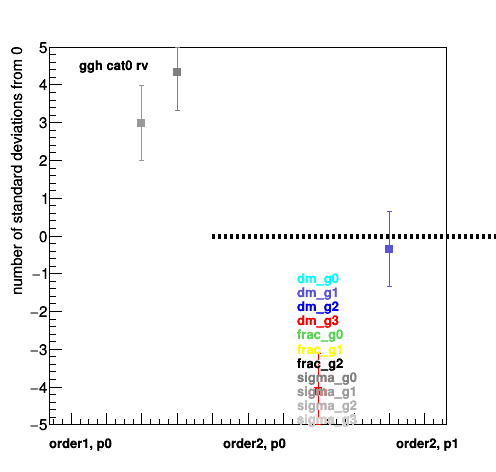 number of standard deviations from 0
5
4
3
2
1
0
−1
−2
−3
−4
−5
ggh cat0 rv
dm_g0
dm_g1
dm_g2
dm_g3
frac_g0
frac_g1
frac_g2
sigma_g0
sigma_g1
sigma_g2
sigma_g3
order1, p0
order2, p0
order2, p1